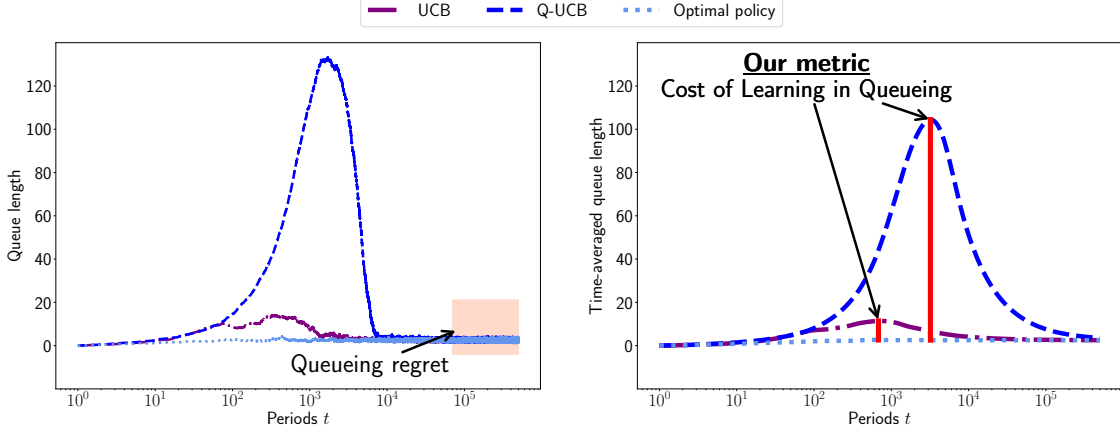 UCB Q-UCB Optimal policy
Queue length
120
100
80
60
40
20
0
Queueing regret
10^0 10^1 10^2 10^3 10^4 10^5
Periods t
Our metric
Cost of Learning in Queueing
Time-averaged queue length
120
100
80
60
40
20
0
10^0 10^1 10^2 10^3 10^4 10^5
Periods t